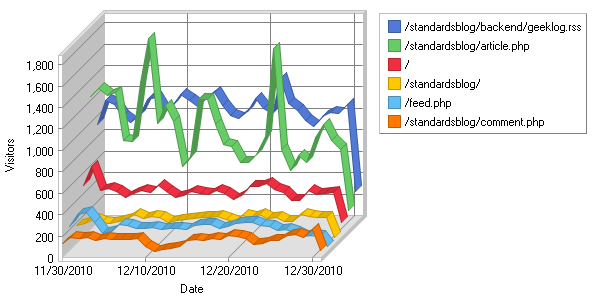 /standardsblog/backend/geeklog.rss
/standardsblog/article.php
/
/standardsblog/
/feed.php
/standardsblog/comment.php
Visitors
1,800
1,600
1,400
1,200
1,000
800
600
400
200
0
11/30/2010 12/10/2010 12/20/2010 12/30/2010
Date